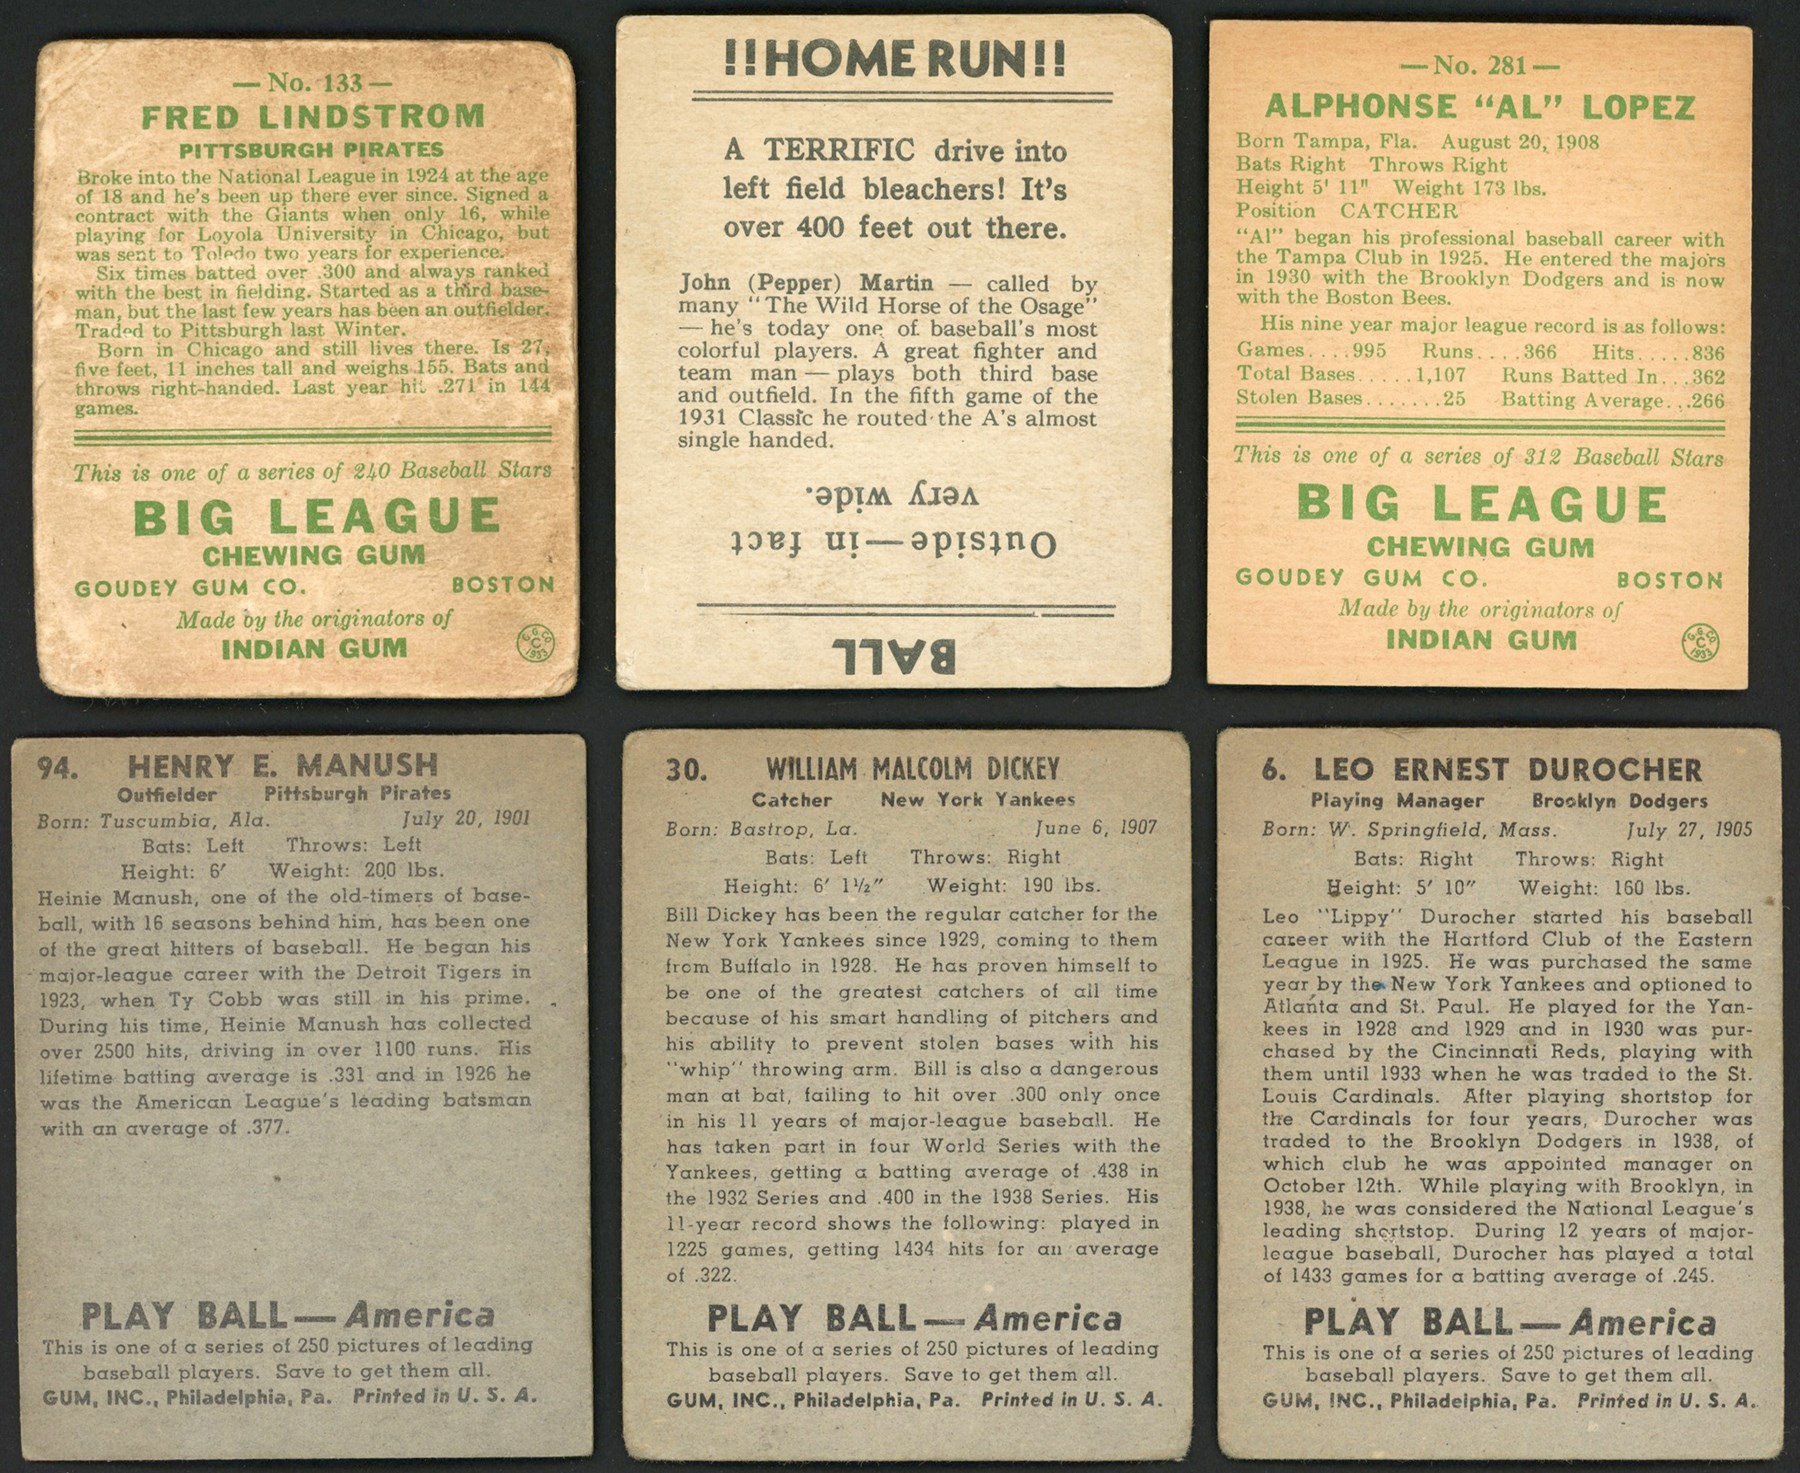 — No. 133 —
FRED LINDSTROM
PITTSBURGH PIRATES
Broke into the National League in 1924 at the age
of 18 and he's been up there ever since. Signed a
contract with the Giants when only 16, while
playing for Loyola University in Chicago, but
was sent to Toledo two years for experience.
Six times batted over .300 and always ranked
with the best in fielding. Started as a third base-
man, but the last few years has been an outfielder.
Traded to Pittsburgh last Winter.
Born in Chicago and still lives there. Is 27,
five feet, 11 inches tall and weighs 155. Bats and
throws right-handed. Last year hit .271 in 144
games.
This is one of a series of 240 Baseball Stars
BIG LEAGUE
CHEWING GUM
GOUDEY GUM CO. BOSTON
Made by the originators of
INDIAN GUM
G. G. CO.
C
1933
!!HOME RUN!!
A TERRIFIC drive into
left field bleachers! It's
over 400 feet out there.
John (Pepper) Martin — called by
many "The Wild Horse of the Osage"
— he's today one of baseball's most
colorful players. A great fighter and
team man — plays both third base
and outfield. In the fifth game of the
1931 Classic he routed the A's almost
single handed.
BALL
Outside—in fact
very wide.
— No. 281 —
ALPHONSE "AL" LOPEZ
Born Tampa, Fla. August 20, 1908
Bats Right Throws Right
Height 5' 11" Weight 173 lbs.
Position CATCHER
"Al" began his professional baseball career with
the Tampa Club in 1925. He entered the majors
in 1930 with the Brooklyn Dodgers and is now
with the Boston Bees.
His nine year major league record is as follows:
Games....995 Runs....366 Hits.....836
Total Bases.....1,107 Runs Batted In...362
Stolen Bases.......25 Batting Average...266
This is one of a series of 312 Baseball Stars
BIG LEAGUE
CHEWING GUM
GOUDEY GUM CO. BOSTON
Made by the originators of
INDIAN GUM
G. G. CO.
C
1933
94. HENRY E. MANUSH
Outfielder Pittsburgh Pirates
Born: Tuscumbia, Ala. July 20, 1901
Bats: Left Throws: Left
Height: 6' Weight: 200 lbs.
Heinie Manush, one of the old-timers of base-
ball, with 16 seasons behind him, has been one
of the great hitters of baseball. He began his
major-league career with the Detroit Tigers in
1923, when Ty Cobb was still in his prime.
During his time, Heinie Manush has collected
over 2500 hits, driving in over 1100 runs. His
lifetime batting average is .331 and in 1926 he
was the American League's leading batsman
with an average of .377.
PLAY BALL — America
This is one of a series of 250 pictures of leading
baseball players. Save to get them all.
GUM, INC., Philadelphia, Pa. Printed in U. S. A.
30. WILLIAM MALCOLM DICKEY
Catcher New York Yankees
Born: Bastrop, La. June 6, 1907
Bats: Left Throws: Right
Height: 6' 1½" Weight: 190 lbs.
Bill Dickey has been the regular catcher for the
New York Yankees since 1929, coming to them
from Buffalo in 1928. He has proven himself to
be one of the greatest catchers of all time
because of his smart handling of pitchers and
his ability to prevent stolen bases with his
"whip" throwing arm. Bill is also a dangerous
man at bat, failing to hit over .300 only once
in his 11 years of major-league baseball. He
has taken part in four World Series with the
Yankees, getting a batting average of .438 in
the 1932 Series and .400 in the 1938 Series. His
11-year record shows the following: played in
1225 games, getting 1434 hits for an average
of .322.
PLAY BALL — America
This is one of a series of 250 pictures of leading
baseball players. Save to get them all.
GUM, INC., Philadelphia, Pa. Printed in U. S. A.
6. LEO ERNEST DUROCHER
Playing Manager Brooklyn Dodgers
Born: W. Springfield, Mass. July 27, 1905
Bats: Right Throws: Right
Height: 5' 10" Weight: 160 lbs.
Leo "Lippy" Durocher started his baseball
career with the Hartford Club of the Eastern
League in 1925. He was purchased the same
year by the New York Yankees and optioned to
Atlanta and St. Paul. He played for the Yan-
kees in 1928 and 1929 and in 1930 was pur-
chased by the Cincinnati Reds, playing with
them until 1933 when he was traded to the St.
Louis Cardinals. After playing shortstop for
the Cardinals for four years, Durocher was
traded to the Brooklyn Dodgers in 1938, of
which club he was appointed manager on
October 12th. While playing with Brooklyn, in
1938, he was considered the National League's
leading shortstop. During 12 years of major-
league baseball, Durocher has played a total
of 1433 games for a batting average of .245.
PLAY BALL — America
This is one of a series of 250 pictures of leading
baseball players. Save to get them all.
GUM, INC., Philadelphia, Pa. Printed in U. S. A.